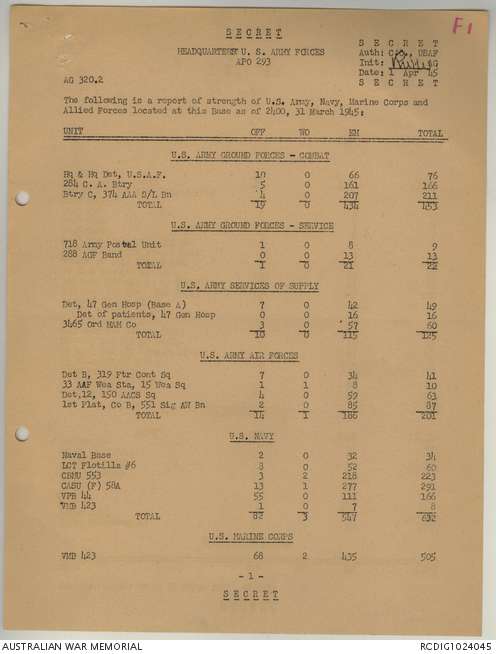 SECRET
F1
HEADQUARTERS U. S. ARMY FORCES
APO 293
S E C R E T
Auth: C.O., USAF
Init: AG
Date: 1 Apr 45
S E C R E T
AG 320.2
The following is a report of strength of U.S. Army, Navy, Marine Corps and
Allied Forces located at this Base as of 2400, 31 March 1945:
UNIT OFF WO EM TOTAL
U.S. ARMY GROUND FORCES - COMBAT
Hq & Hq Det, U.S.A.F. 10 0 66 76
284 C. A. Btry 5 0 161 166
Btry C, 374 AAA S/L Bn 4 0 207 211
TOTAL 19 0 434 453
U.S. ARMY GROUND FORCES - SERVICE
718 Army Postal Unit 1 0 8 9
288 AGF Band 0 0 13 13
TOTAL 1 0 21 22
U.S. ARMY SERVICES OF SUPPLY
Det, 47 Gen Hosp (Base A) 7 0 42 49
Det of patients, 47 Gen Hosp 0 0 16 16
3465 Ord MAM Co 3 0 57 60
TOTAL 10 0 115 125
U.S. ARMY AIR FORCES
Det B, 319 Ftr Cont Sq 7 0 34 41
33 AAF Wea Sta, 15 Wea Sq 1 1 8 10
Det,12, 150 AACS Sq 4 0 59 63
1st Plat, Co B, 551 Sig AW Bn 2 0 85 87
TOTAL 14 1 186 201
U.S. NAVY
Naval Base 2 0 32 34
LCT Flotilla #6 8 0 52 60
CBMU 553 3 2 218 223
CASU (F) 58A 13 1 277 291
VPB 44 55 0 111 166
VMB 423 1 0 7 8
TOTAL 82 3 547 632
U.S. MARINE CORPS
VMB 423 68 2 435 505
- 1 -
S E C R E T
AUSTRALIAN WAR MEMORIAL RCDIG1024045